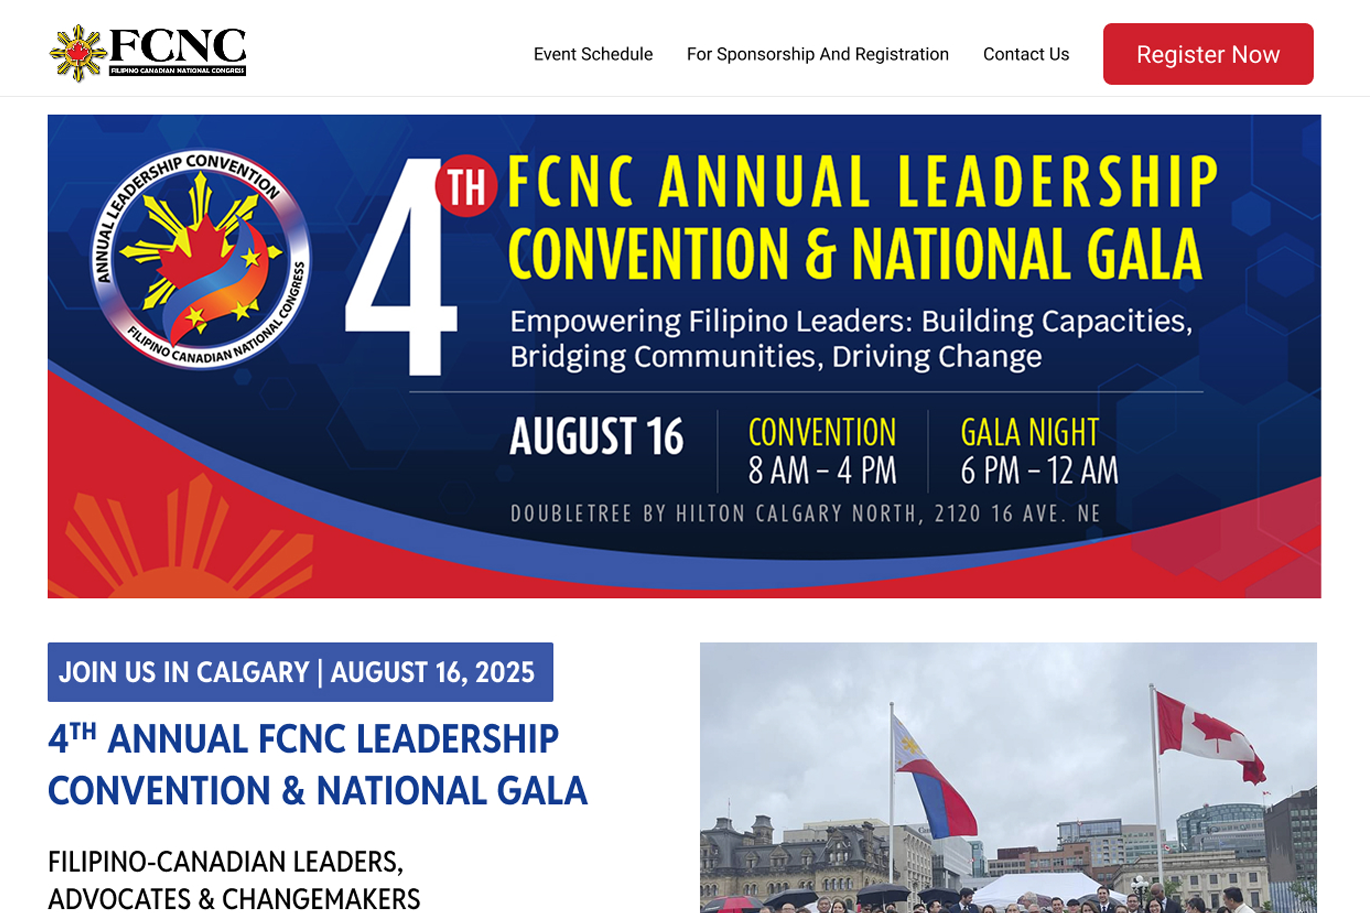 FCNC
FILIPINO CANADIAN NATIONAL CONGRESS
Event Schedule
For Sponsorship And Registration
Contact Us
Register Now
ANNUAL LEADERSHIP CONVENTION
FILIPINO CANADIAN NATIONAL CONGRESS
4TH FCNC ANNUAL LEADERSHIP
CONVENTION & NATIONAL GALA
Empowering Filipino Leaders: Building Capacities,
Bridging Communities, Driving Change
AUGUST 16
CONVENTION
8 AM – 4 PM
GALA NIGHT
6 PM – 12 AM
DOUBLETREE BY HILTON CALGARY NORTH, 2120 16 AVE. NE
JOIN US IN CALGARY | AUGUST 16, 2025
4TH ANNUAL FCNC LEADERSHIP
CONVENTION & NATIONAL GALA
FILIPINO-CANADIAN LEADERS,
ADVOCATES & CHANGEMAKERS